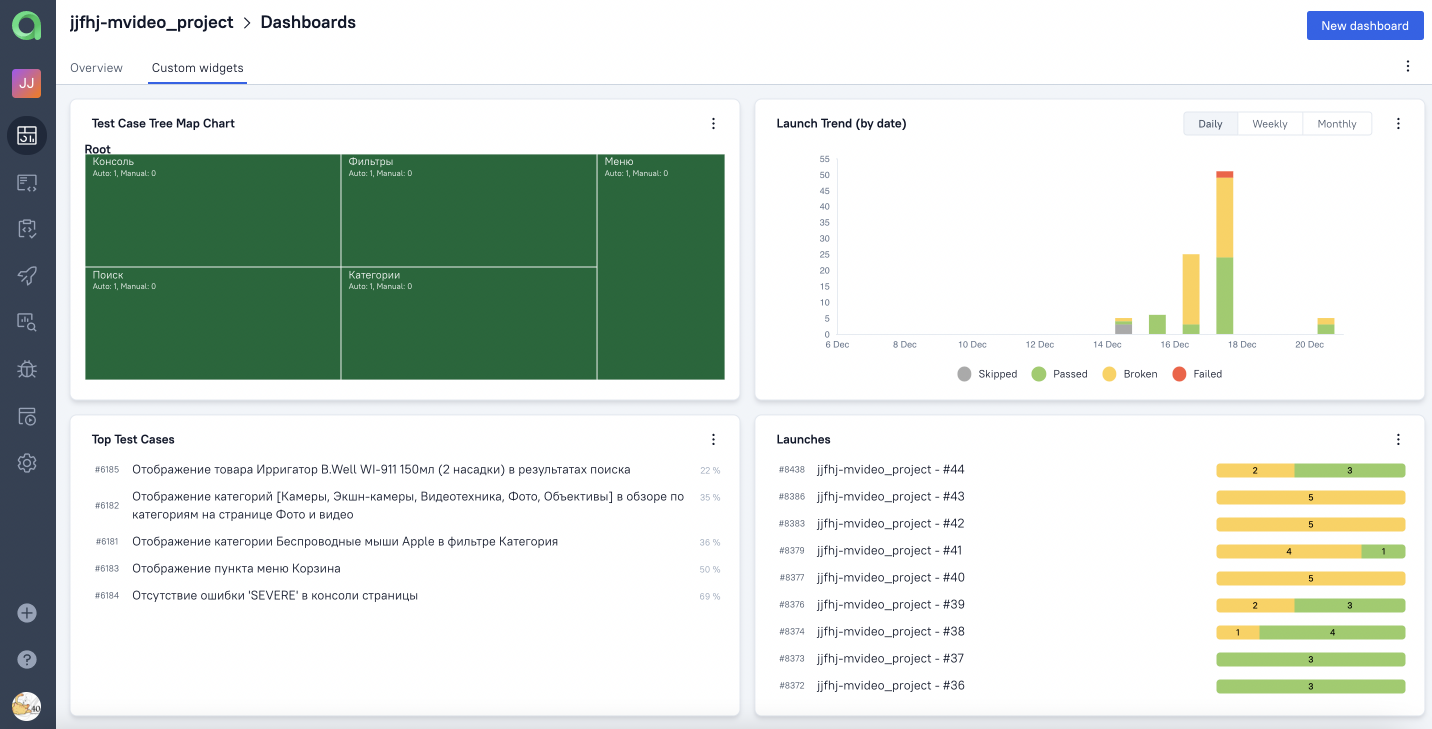 jjfhj-mvideo_project > Dashboards
New dashboard
JJ
Overview
Custom widgets
Test Case Tree Map Chart
Root
Консоль
Auto: 1, Manual: 0
Фильтры
Auto: 1, Manual: 0
Меню
Auto: 1, Manual: 0
Поиск
Auto: 1, Manual: 0
Категории
Auto: 1, Manual: 0
Launch Trend (by date)
Daily
Weekly
Monthly
55
50
45
40
35
30
25
20
15
10
5
0
6 Dec
8 Dec
10 Dec
12 Dec
14 Dec
16 Dec
18 Dec
20 Dec
Skipped
Passed
Broken
Failed
Top Test Cases
#6185 Отображение товара Ирригатор B.Well WI-911 150мл (2 насадки) в результатах поиска 22 %
#6182 Отображение категорий [Камеры, Экшн-камеры, Видеотехника, Фото, Объективы] в обзоре по 35 %
категориям на странице Фото и видео
#6181 Отображение категории Беспроводные мыши Apple в фильтре Категория 36 %
#6183 Отображение пункта меню Корзина 50 %
#6184 Отсутствие ошибки 'SEVERE' в консоли страницы 69 %
Launches
#8438 jjfhj-mvideo_project - #44 2 3
#8386 jjfhj-mvideo_project - #43 5
#8383 jjfhj-mvideo_project - #42 5
#8379 jjfhj-mvideo_project - #41 4 1
#8377 jjfhj-mvideo_project - #40 5
#8376 jjfhj-mvideo_project - #39 2 3
#8374 jjfhj-mvideo_project - #38 1 4
#8373 jjfhj-mvideo_project - #37 3
#8372 jjfhj-mvideo_project - #36 3
40